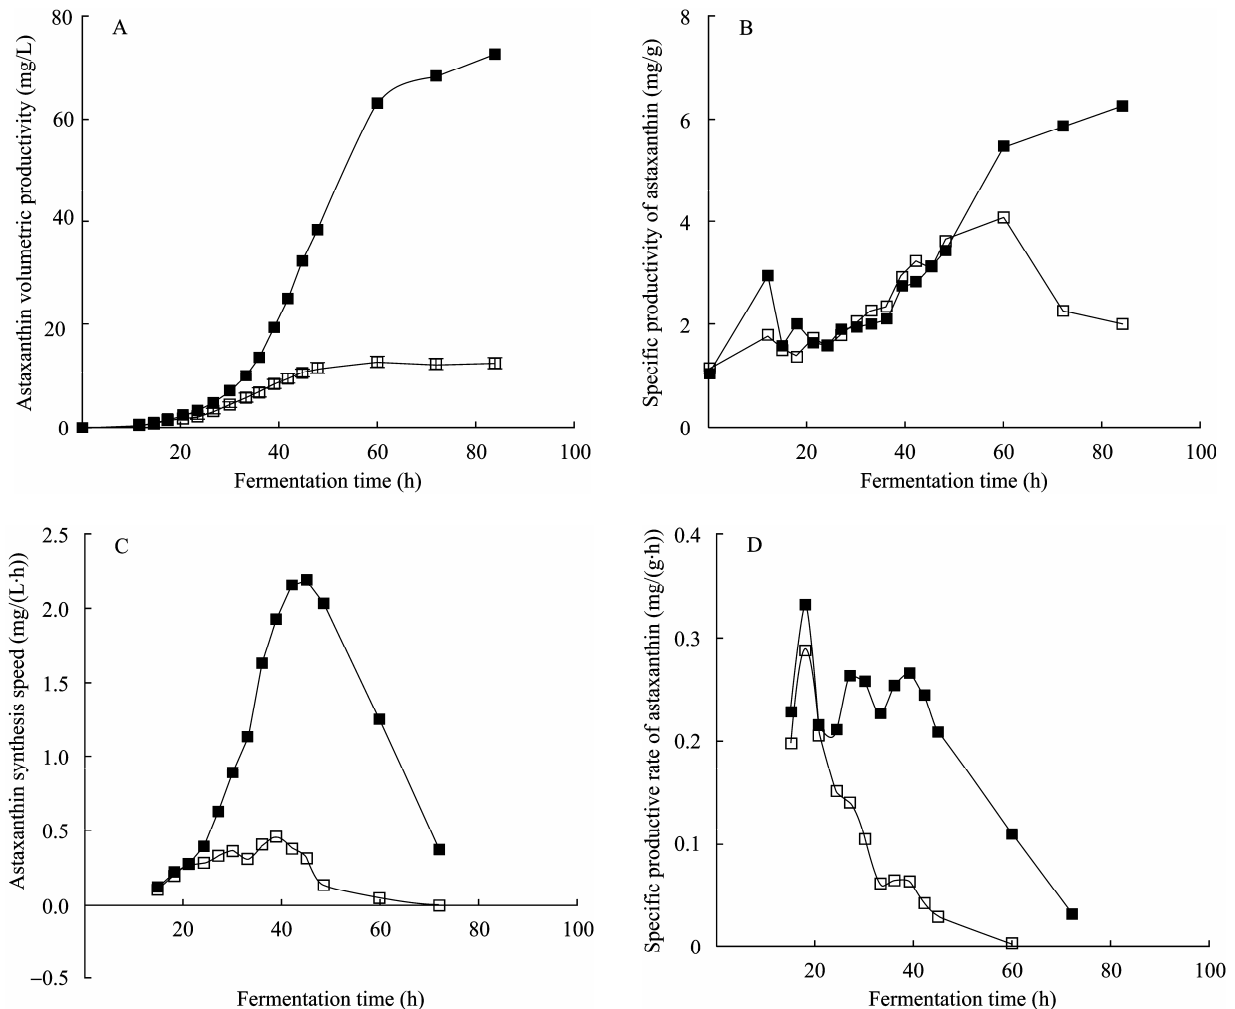 A
Astaxanthin volumetric productivity (mg/L)
80
60
40
20
0
20 40 60 80 100
Fermentation time (h)
B
Specific productivity of astaxanthin (mg/g)
8
6
4
2
0
20 40 60 80 100
Fermentation time (h)
C
Astaxanthin synthesis speed (mg/(L·h))
2.5
2.0
1.5
1.0
0.5
0.0
–0.5
20 40 60 80 100
Fermentation time (h)
D
Specific productive rate of astaxanthin (mg/(g·h))
0.4
0.3
0.2
0.1
0
20 40 60 80 100
Fermentation time (h)